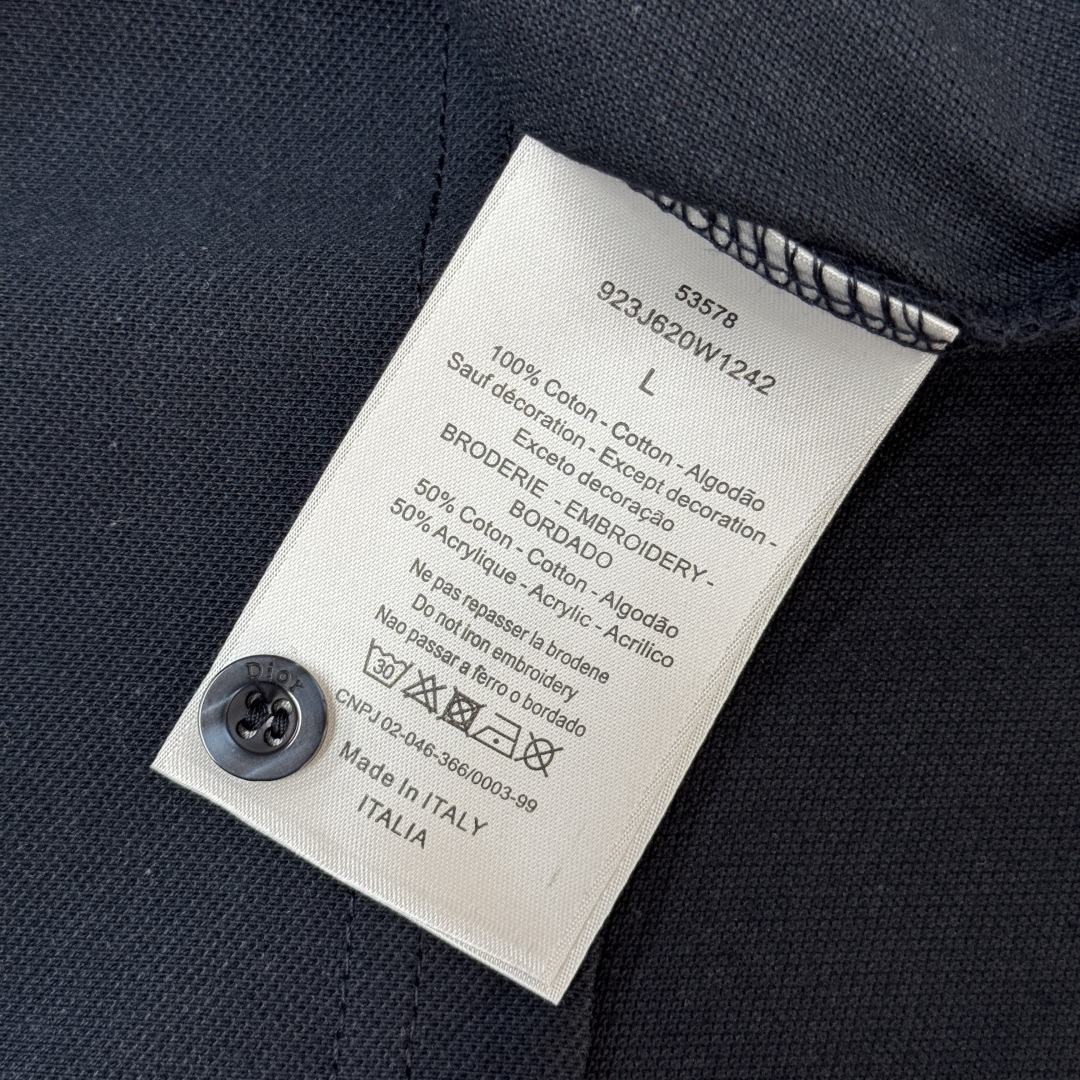 53578
923J620W1242
L
100% Coton - Cotton - Algodão
Sauf décoration - Except decoration -
Exceto decoração
BRODERIE - EMBROIDERY-
BORDADO
50% Coton - Cotton - Algodão
50% Acrylique - Acrylic - Acrilico
Ne pas repasser la brodene
Do not iron embroidery
Nao passar a ferro o bordado
30
CNPJ 02-046-366/0003-99
Made In ITALY
ITALIA
Dior